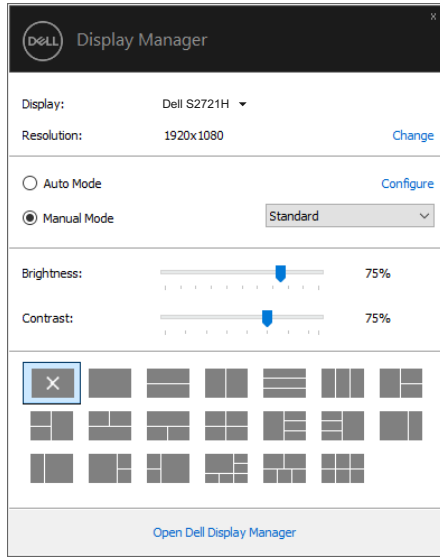 x
DELL Display Manager
Display: Dell S2721H
Resolution: 1920x1080 Change
Auto Mode Configure
Manual Mode Standard
Brightness: 75%
Contrast: 75%
Open Dell Display Manager